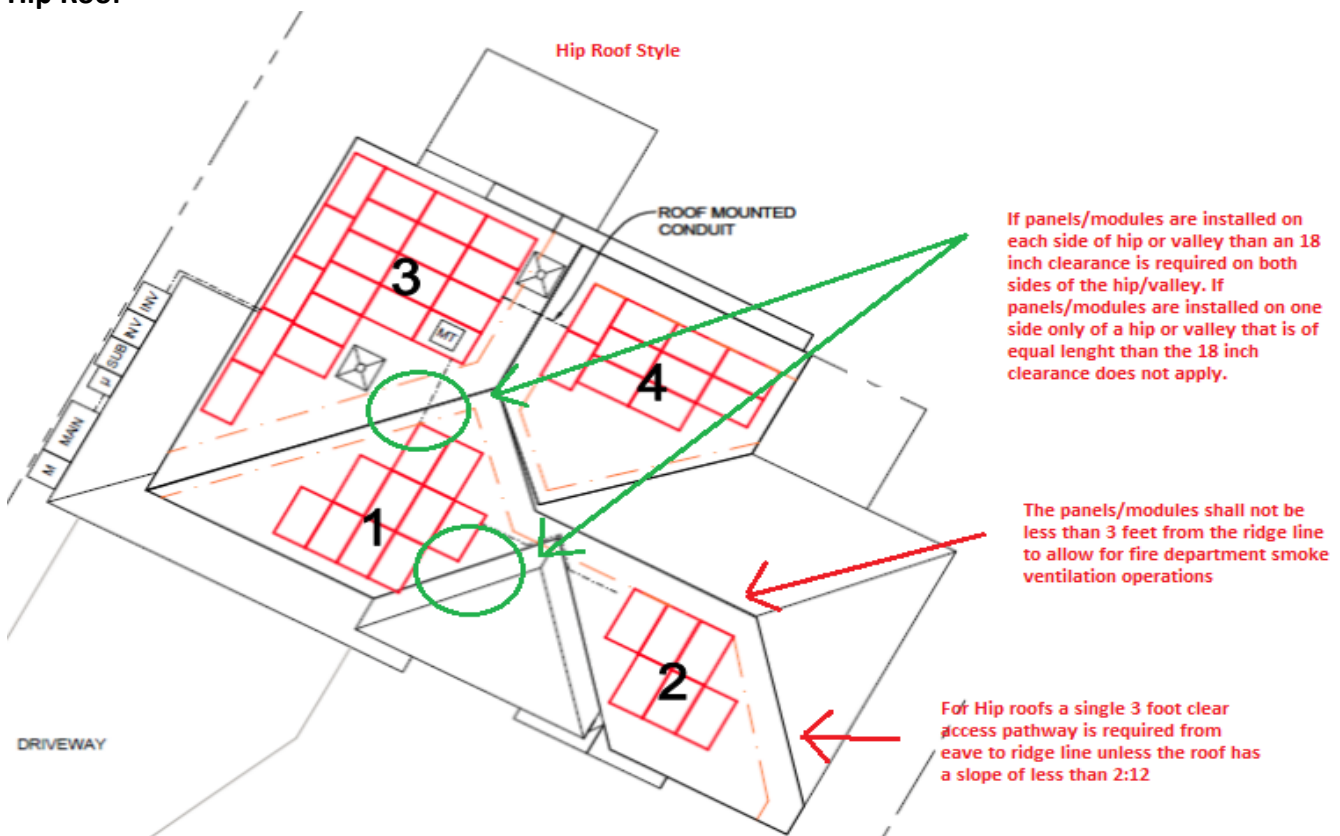 Hip Roof
Hip Roof Style
ROOF MOUNTED
CONDUIT
If panels/modules are installed on
each side of hip or valley than an 18
inch clearance is required on both
sides of the hip/valley. If
panels/modules are installed on one
side only of a hip or valley that is of
equal lenght than the 18 inch
clearance does not apply.
3
MT
4
INV
INV
SUB
µ
MAIN
M
1
The panels/modules shall not be
less than 3 feet from the ridge line
to allow for fire department smoke
ventilation operations
2
For Hip roofs a single 3 foot clear
access pathway is required from
eave to ridge line unless the roof has
a slope of less than 2:12
DRIVEWAY